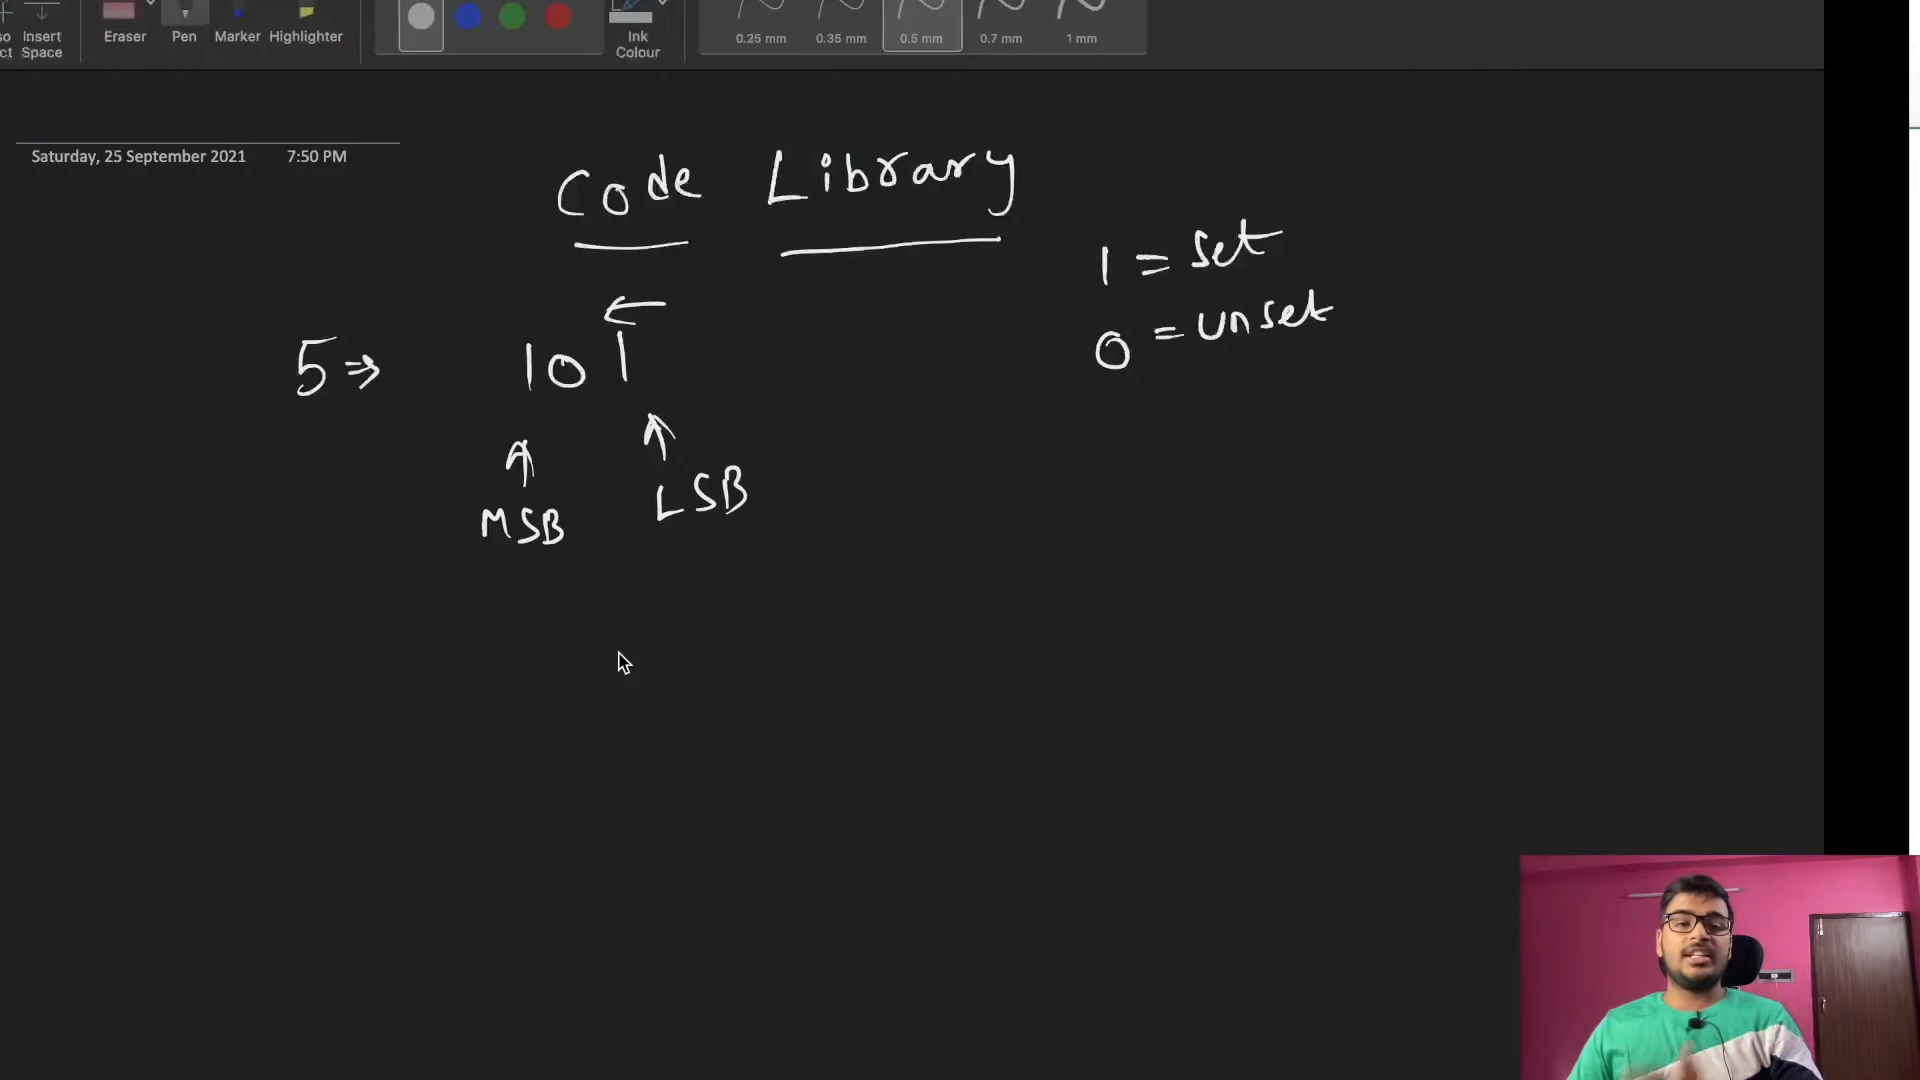 Insert
Space
Eraser
Pen
Marker
Highlighter
Ink
Colour
0.25 mm
0.35 mm
0.5 mm
0.7 mm
1 mm
Saturday, 25 September 2021 7:50 PM
Code Library
1 = set
0 = unset
5 ⇒ 101
←
↑ ↑
MSB LSB